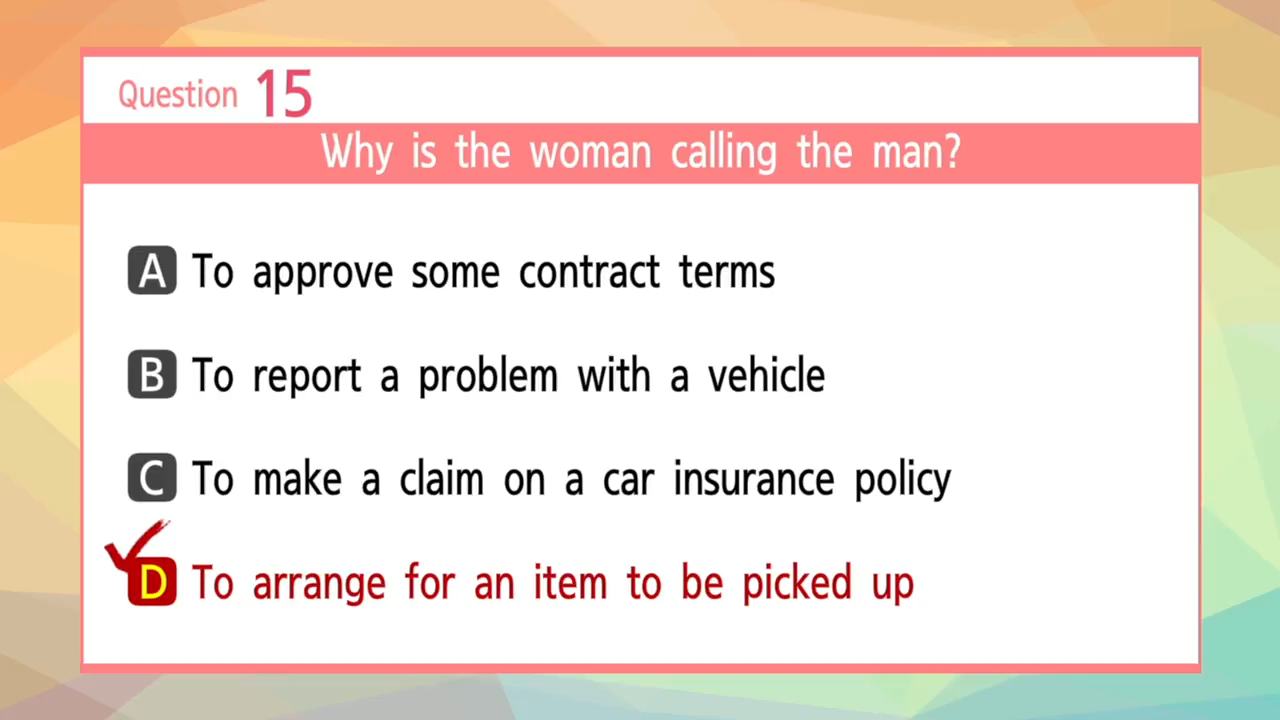 Question 15
Why is the woman calling the man?
A To approve some contract terms
B To report a problem with a vehicle
C To make a claim on a car insurance policy
D To arrange for an item to be picked up